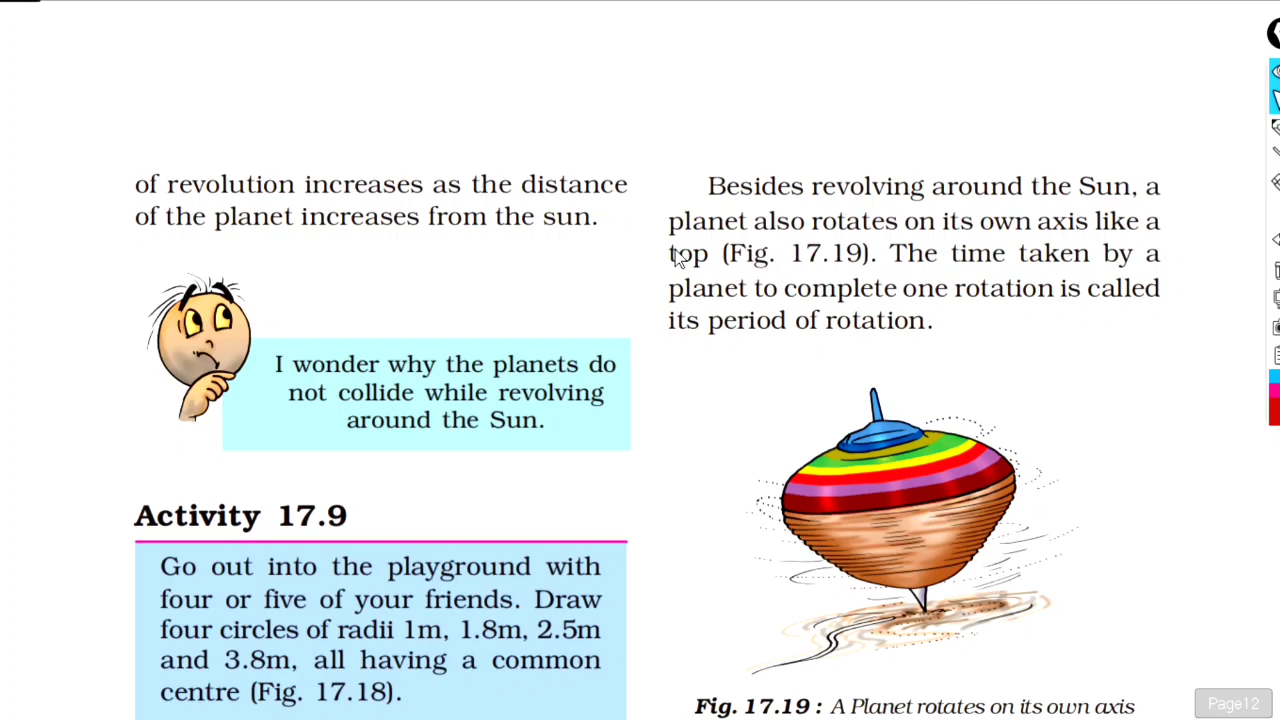 of revolution increases as the distance
of the planet increases from the sun.
I wonder why the planets do
not collide while revolving
around the Sun.
Activity 17.9
Go out into the playground with
four or five of your friends. Draw
four circles of radii 1m, 1.8m, 2.5m
and 3.8m, all having a common
centre (Fig. 17.18).
Besides revolving around the Sun, a
planet also rotates on its own axis like a
top (Fig. 17.19). The time taken by a
planet to complete one rotation is called
its period of rotation.
Fig. 17.19 : A Planet rotates on its own axis
Page12